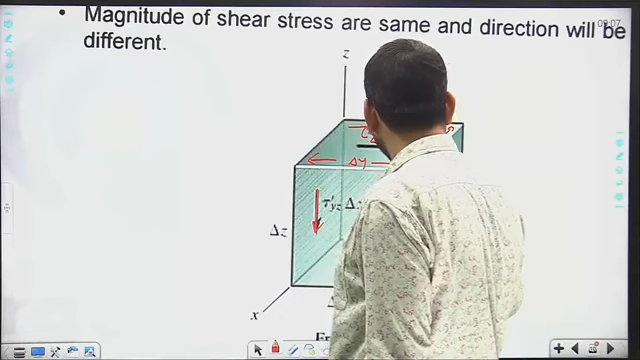 • Magnitude of shear stress are same and direction will be
different.
z
Δy
τ'yz Δ
Δz
x